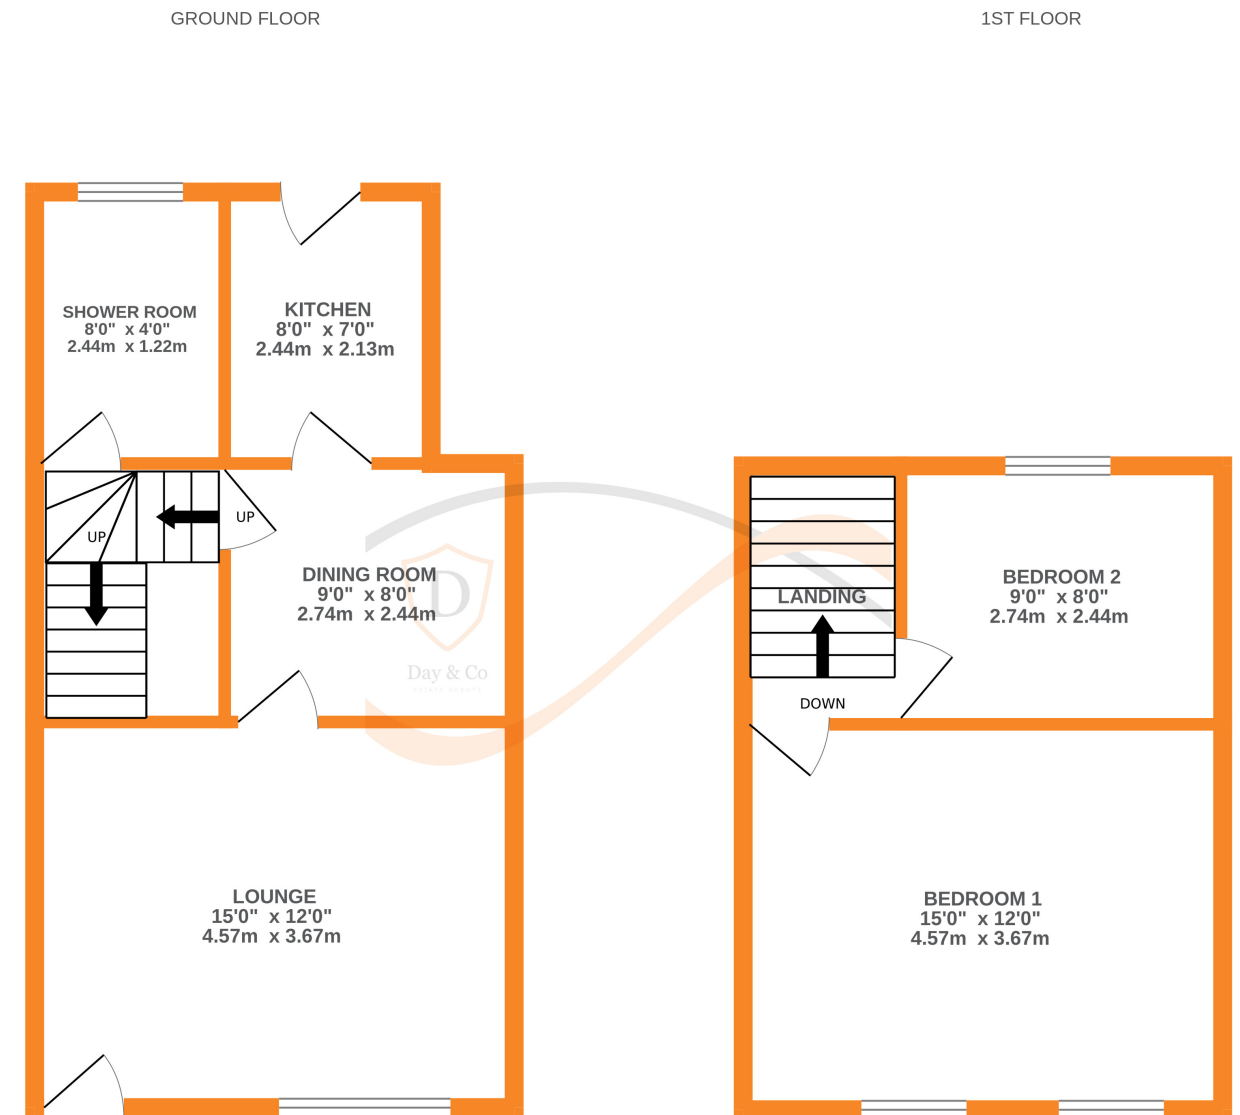 GROUND FLOOR
1ST FLOOR
SHOWER ROOM
8'0" x 4'0"
2.44m x 1.22m
KITCHEN
8'0" x 7'0"
2.44m x 2.13m
UP
UP
DINING ROOM
9'0" x 8'0"
2.74m x 2.44m
D
Day & Co
ESTATE AGENTS
LOUNGE
15'0" x 12'0"
4.57m x 3.67m
LANDING
DOWN
BEDROOM 2
9'0" x 8'0"
2.74m x 2.44m
BEDROOM 1
15'0" x 12'0"
4.57m x 3.67m